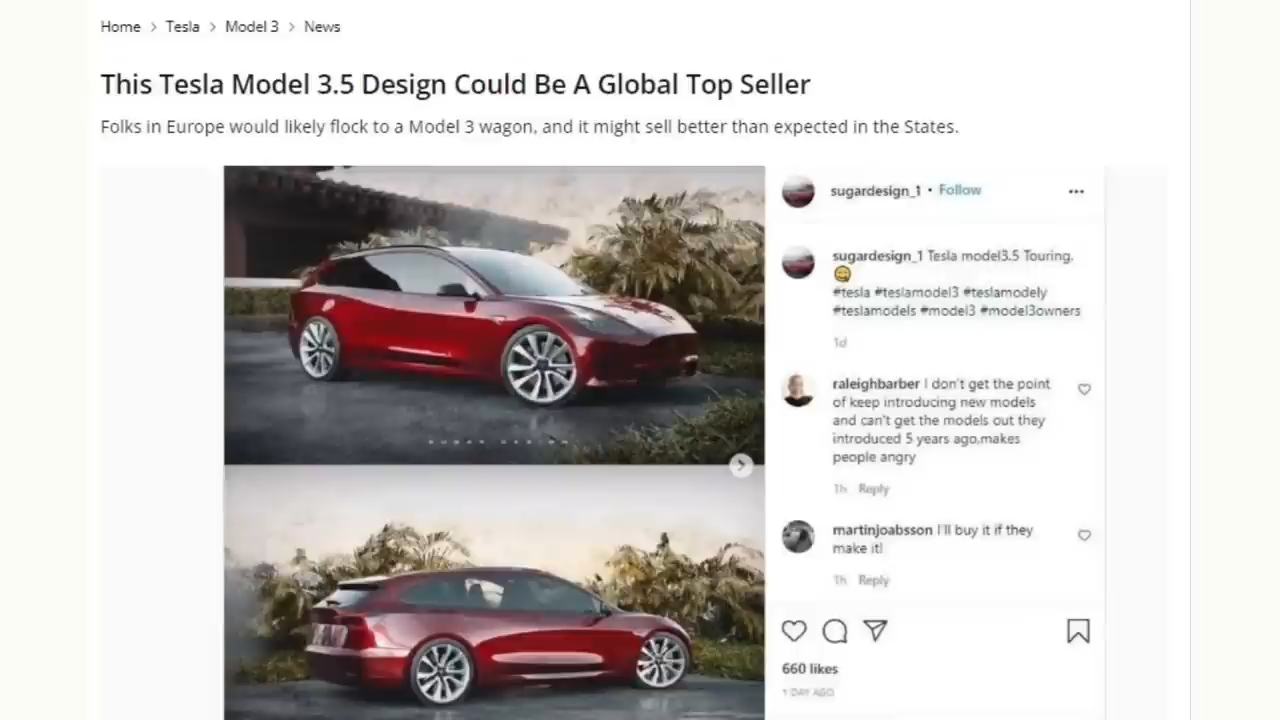 Home > Tesla > Model 3 > News
This Tesla Model 3.5 Design Could Be A Global Top Seller
Folks in Europe would likely flock to a Model 3 wagon, and it might sell better than expected in the States.
sugardesign_1 • Follow
sugardesign_1 Tesla model3.5 Touring.
#tesla #teslamodel3 #teslamodely
#teslamodels #model3 #model3owners
1d
raleighbarber I don't get the point
of keep introducing new models
and can't get the models out they
introduced 5 years ago,makes
people angry
1h Reply
martinjoabsson I'll buy it if they
make it!
1h Reply
660 likes
1 DAY AGO
SUGAR DESIGN